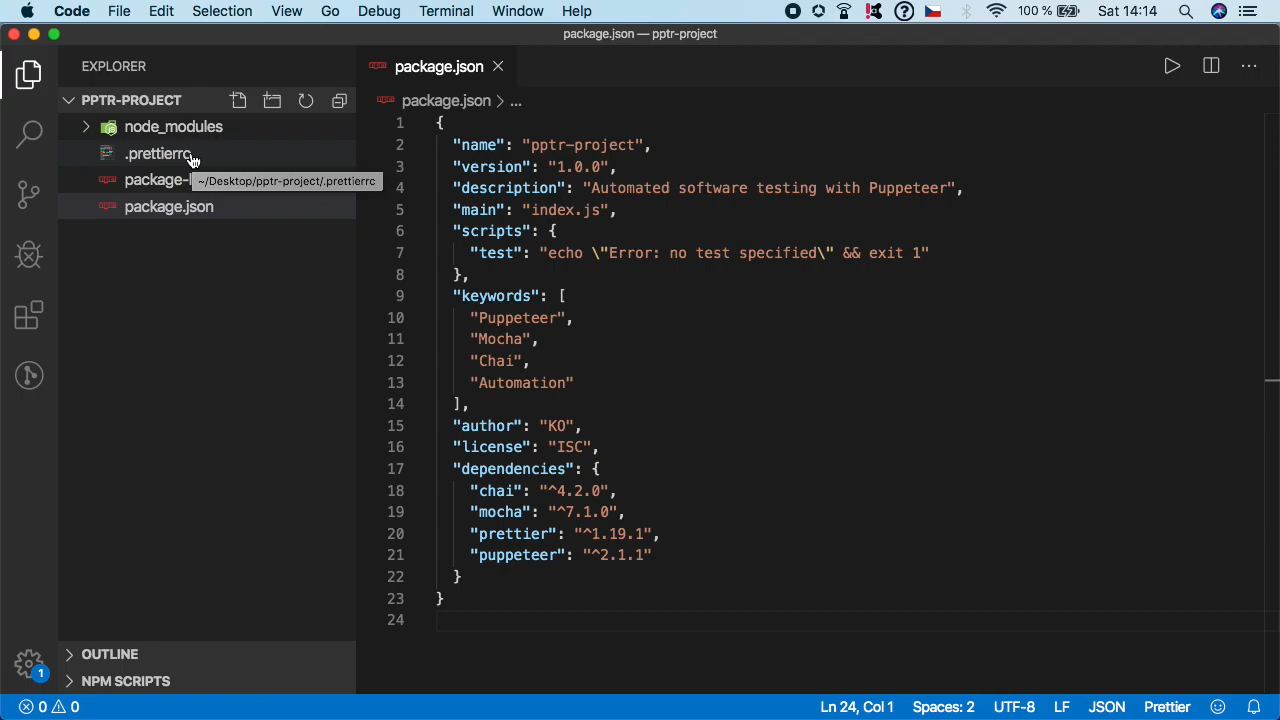 Code File Edit Selection View Go Debug Terminal Window Help 100 % Sat 14:14
package.json — pptr-project
EXPLORER
package.json
PPTR-PROJECT
package.json > ...
node_modules
.prettierrc
package-
~/Desktop/pptr-project/.prettierrc
package.json
1 {
2 "name": "pptr-project",
3 "version": "1.0.0",
4 "description": "Automated software testing with Puppeteer",
5 "main": "index.js",
6 "scripts": {
7 "test": "echo \"Error: no test specified\" && exit 1"
8 },
9 "keywords": [
10 "Puppeteer",
11 "Mocha",
12 "Chai",
13 "Automation"
14 ],
15 "author": "KO",
16 "license": "ISC",
17 "dependencies": {
18 "chai": "^4.2.0",
19 "mocha": "^7.1.0",
20 "prettier": "^1.19.1",
21 "puppeteer": "^2.1.1"
22 }
23 }
24
OUTLINE
NPM SCRIPTS
1
0 0 Ln 24, Col 1 Spaces: 2 UTF-8 LF JSON Prettier